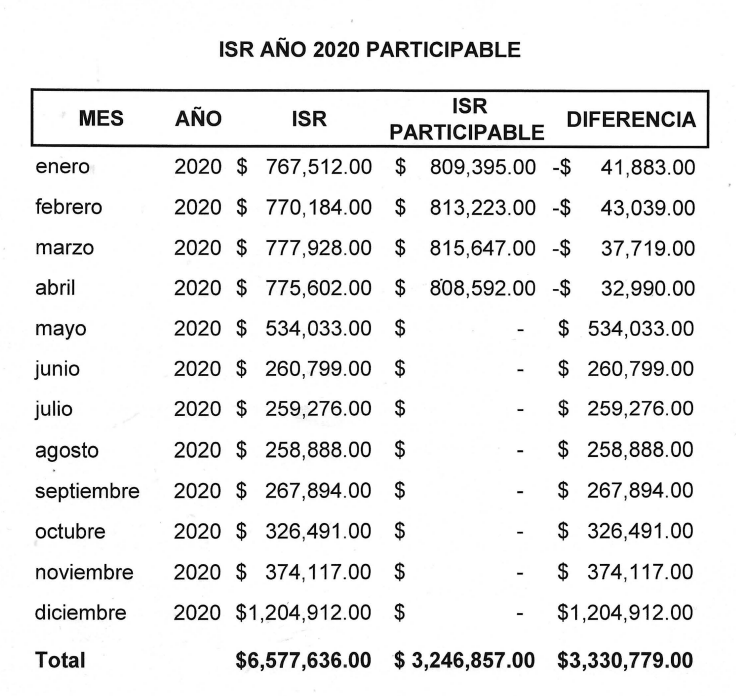 ISR AÑO 2020 PARTICIPABLE
MES AÑO ISR ISR PARTICIPABLE DIFERENCIA
enero 2020 $ 767,512.00 $ 809,395.00 -$ 41,883.00
febrero 2020 $ 770,184.00 $ 813,223.00 -$ 43,039.00
marzo 2020 $ 777,928.00 $ 815,647.00 -$ 37,719.00
abril 2020 $ 775,602.00 $ 808,592.00 -$ 32,990.00
mayo 2020 $ 534,033.00 $ - $ 534,033.00
junio 2020 $ 260,799.00 $ - $ 260,799.00
julio 2020 $ 259,276.00 $ - $ 259,276.00
agosto 2020 $ 258,888.00 $ - $ 258,888.00
septiembre 2020 $ 267,894.00 $ - $ 267,894.00
octubre 2020 $ 326,491.00 $ - $ 326,491.00
noviembre 2020 $ 374,117.00 $ - $ 374,117.00
diciembre 2020 $1,204,912.00 $ - $1,204,912.00
Total $6,577,636.00 $ 3,246,857.00 $3,330,779.00